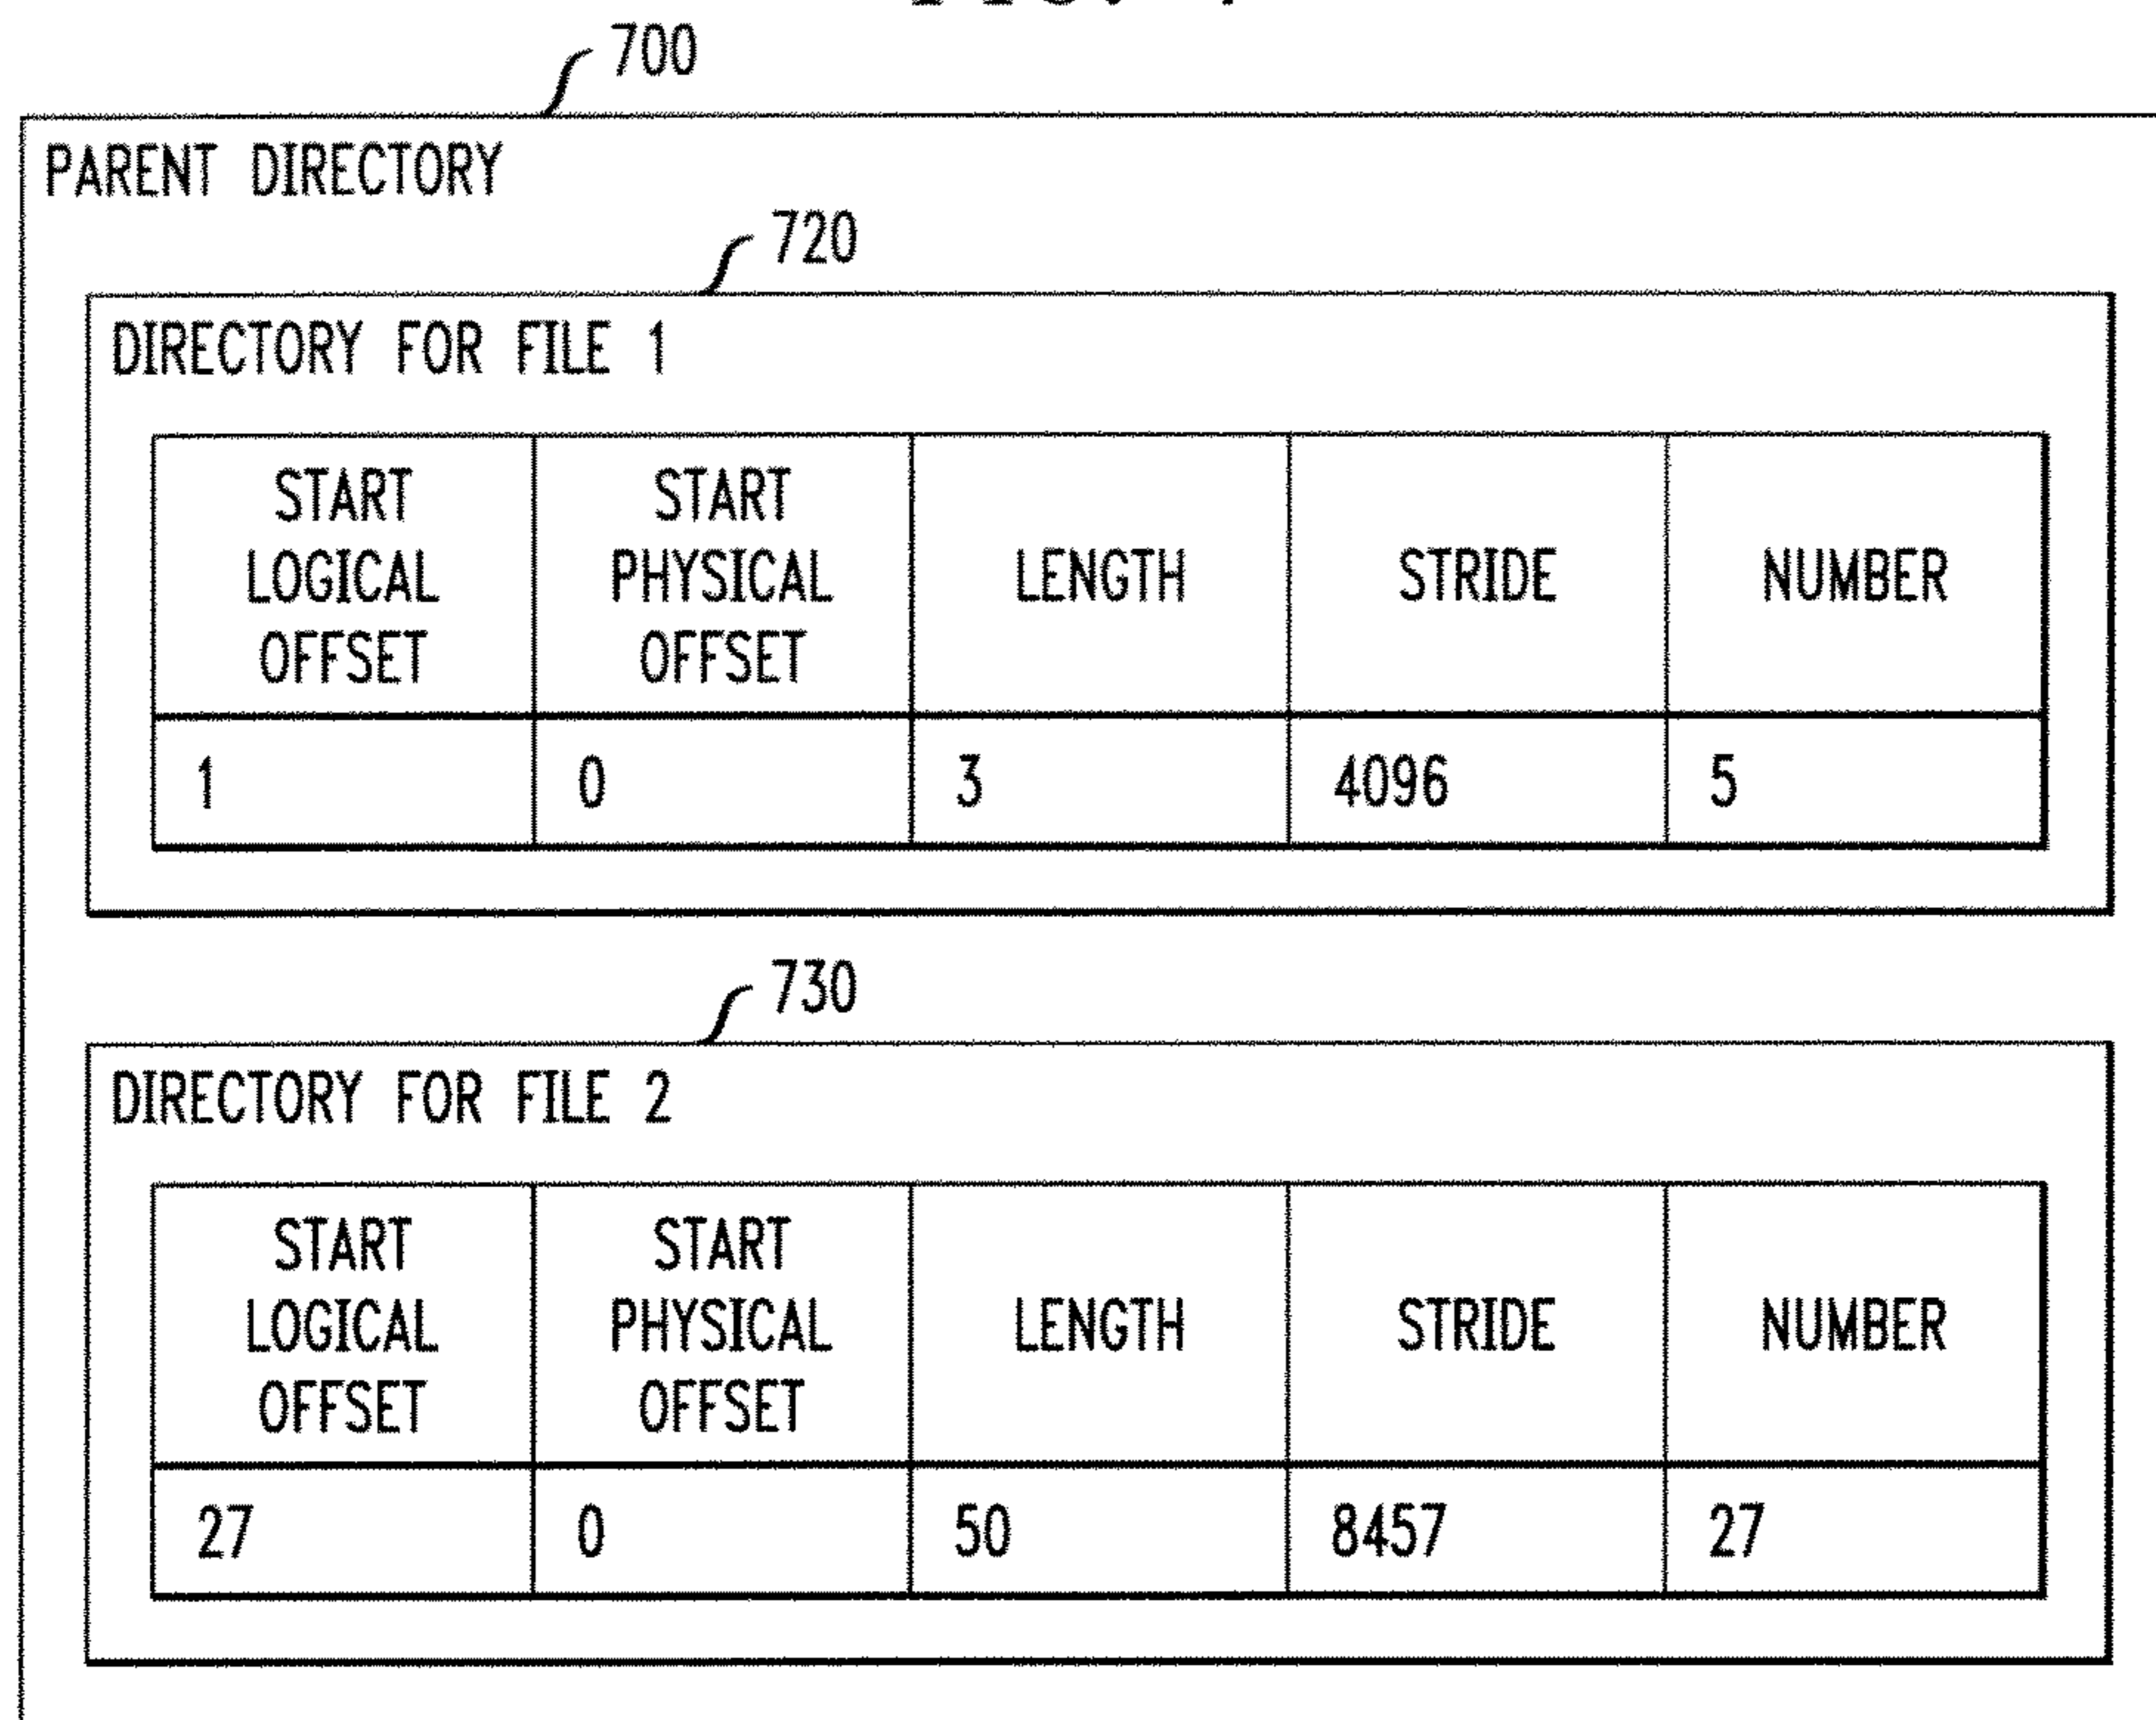 700
PARENT DIRECTORY
720
DIRECTORY FOR FILE 1
START LOGICAL OFFSET
START PHYSICAL OFFSET
LENGTH
STRIDE
NUMBER
1
0
3
4096
5
730
DIRECTORY FOR FILE 2
START LOGICAL OFFSET
START PHYSICAL OFFSET
LENGTH
STRIDE
NUMBER
27
0
50
8457
27